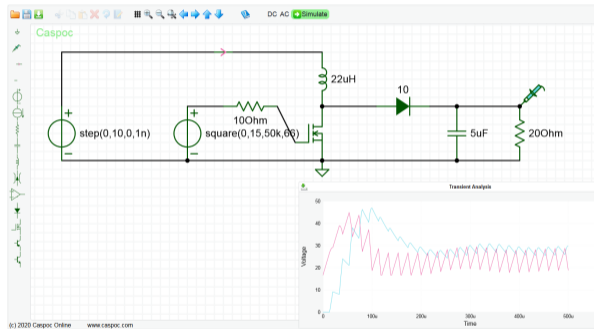 DC AC Simulate
Caspoc
22uH
10
10Ohm
step(0,10,0,1n)
square(0,15,50k,66)
5uF
20Ohm
Transient Analysis
50
40
30
20
10
0
Voltage
0 100u 200u 300u 400u 500u
Time
(c) 2020 Caspoc Online www.caspoc.com